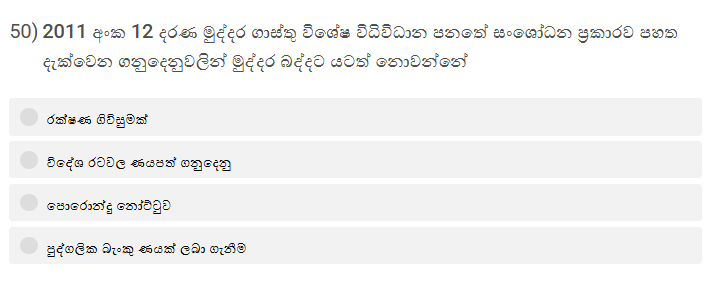 50) 2011 අංක 12 දරණ මුද්දර ගාස්තු විශේෂ විධිවිධාන පනතේ සංශෝධන ප්‍රකාරව පහත
දැක්වෙන ගනුදෙනුවලින් මුද්දර බද්දට යටත් නොවන්නේ
රක්ෂණ ගිවිසුමක්
විදේශ රටවල ණයපත් ගනුදෙනු
පොරොන්දු නෝට්ටුව
පුද්ගලික බැංකු ණයක් ලබා ගැනීම